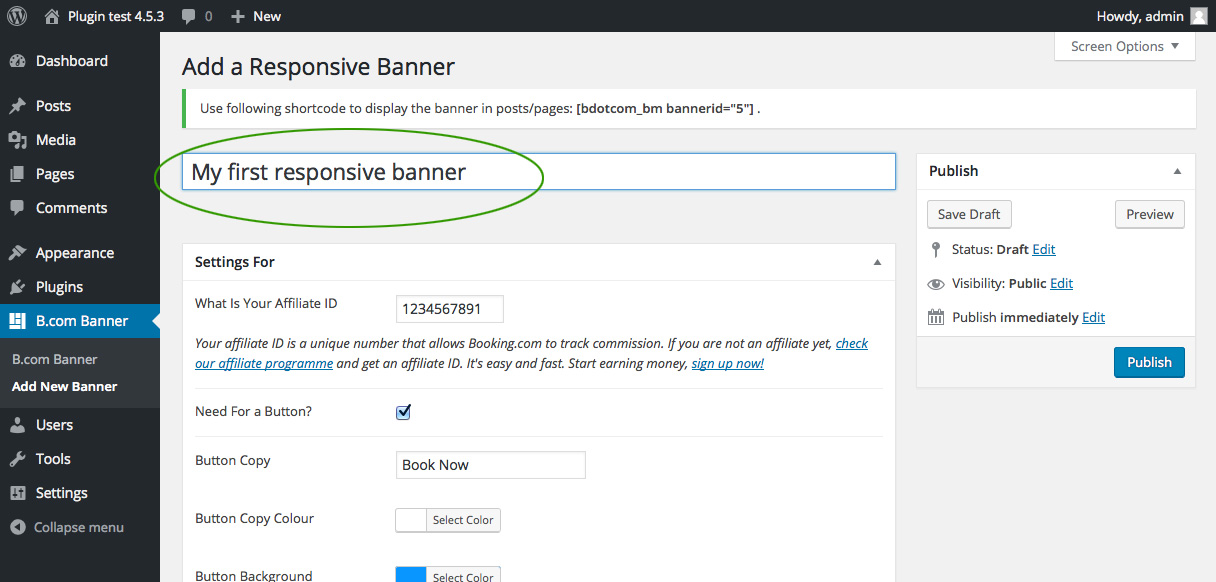 Plugin test 4.5.3
0
New
Howdy, admin
Dashboard
Posts
Media
Pages
Comments
Appearance
Plugins
B.com Banner
B.com Banner
Add New Banner
Users
Tools
Settings
Collapse menu
Screen Options
Add a Responsive Banner
Use following shortcode to display the banner in posts/pages: [bdotcom_bm bannerid="5"] .
My first responsive banner
Settings For
What Is Your Affiliate ID
1234567891
Your affiliate ID is a unique number that allows Booking.com to track commission. If you are not an affiliate yet, check
our affiliate programme and get an affiliate ID. It's easy and fast. Start earning money, sign up now!
Need For a Button?
Button Copy
Book Now
Button Copy Colour
Select Color
Button Background
Select Color
Publish
Save Draft
Preview
Status: Draft Edit
Visibility: Public Edit
Publish immediately Edit
Publish